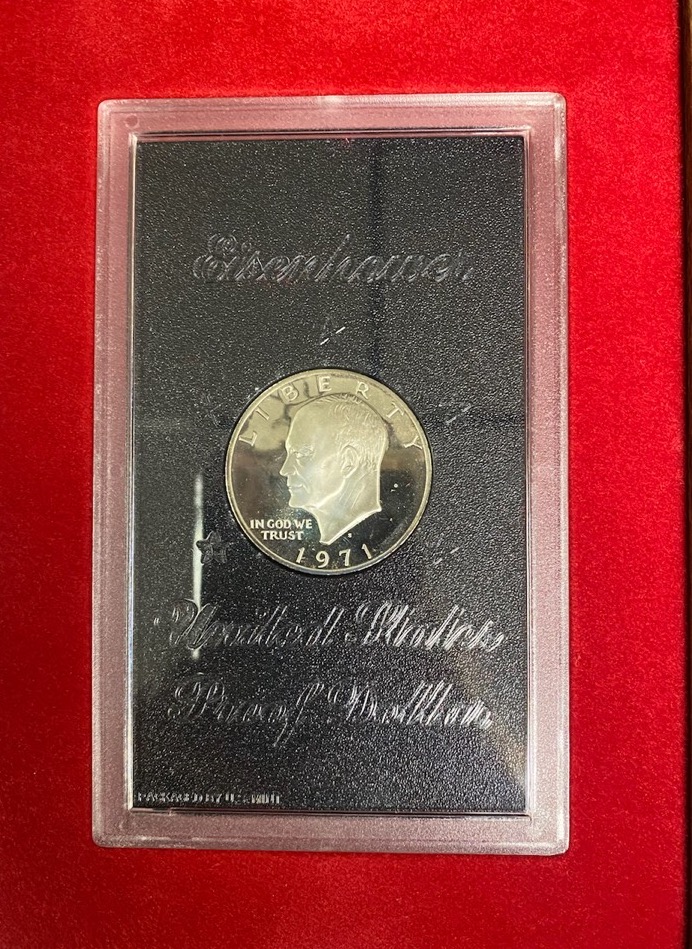 Eisenhower
LIBERTY
IN GOD WE
TRUST
1971
United States
Proof Dollar
PACKAGED BY U.S. MINT